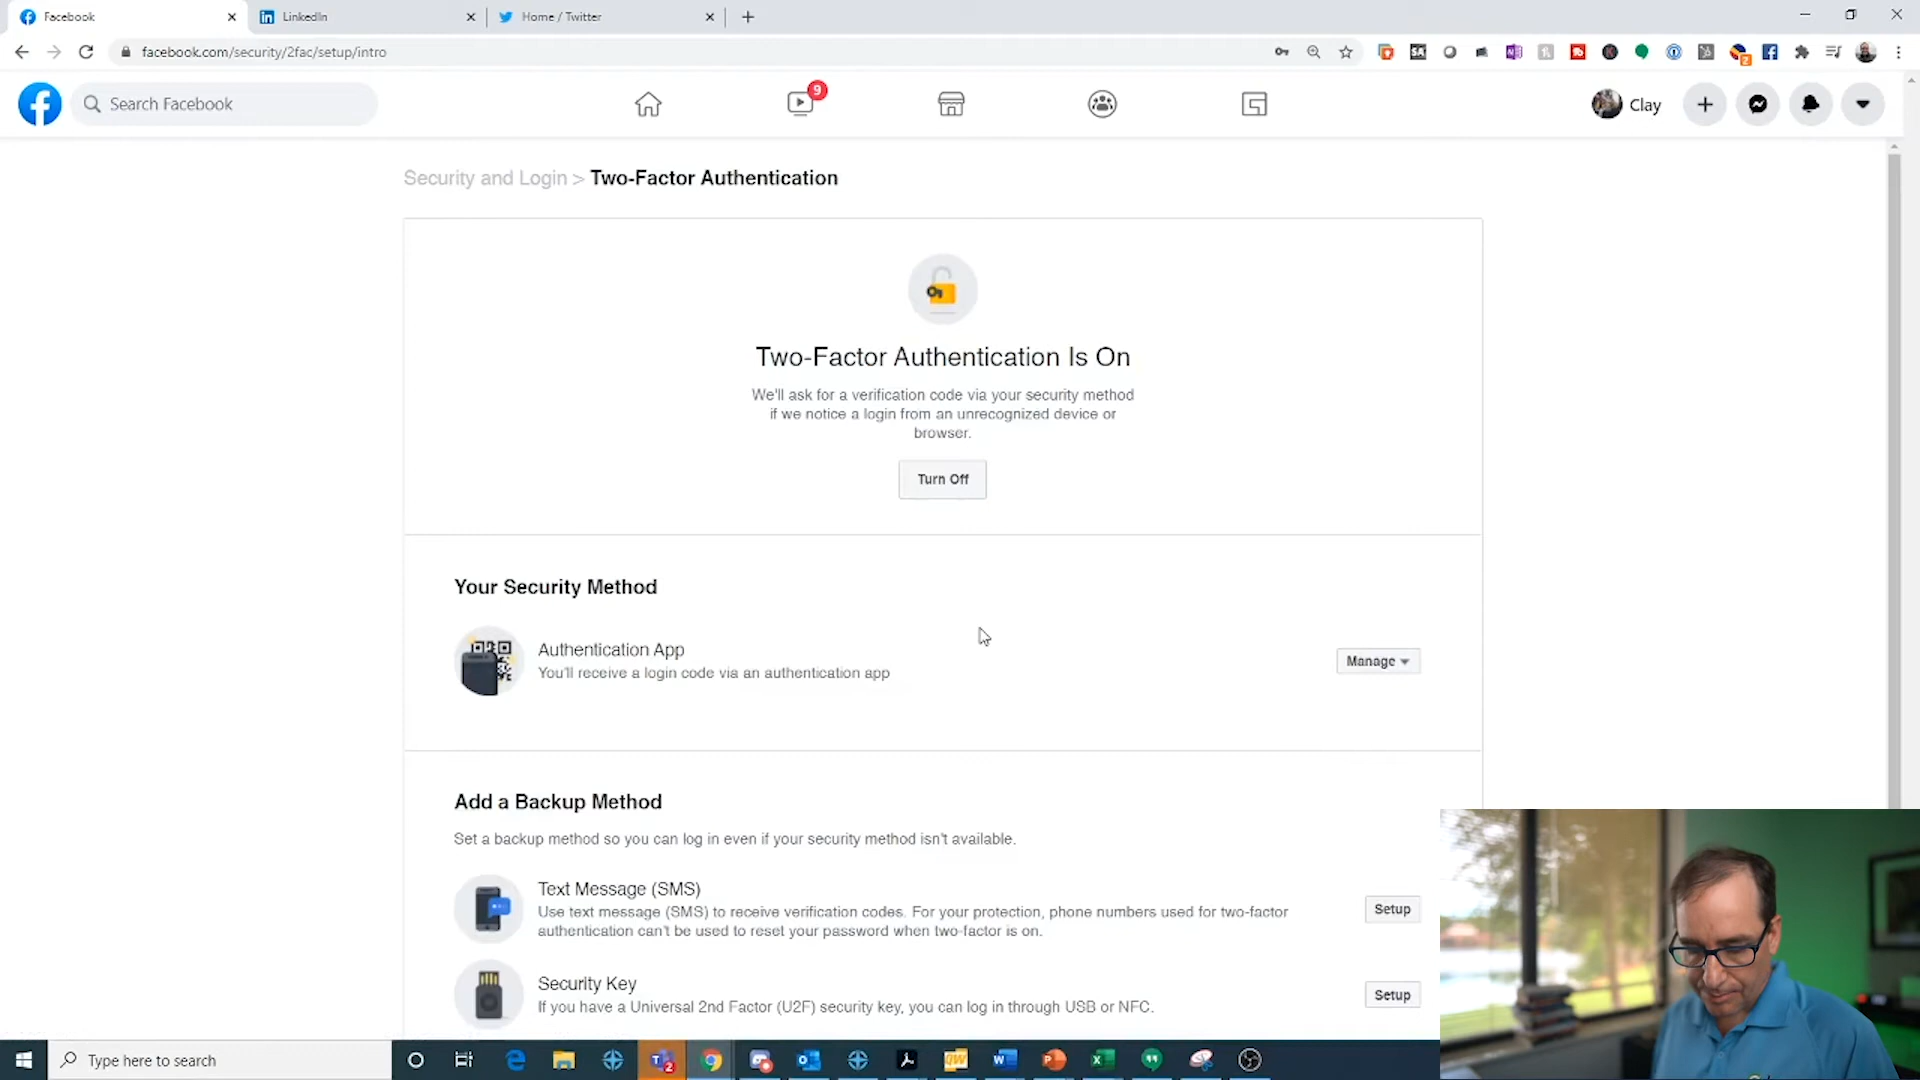 Facebook
LinkedIn
Home / Twitter
facebook.com/security/2fac/setup/intro
Search Facebook
9
Clay
Security and Login > Two-Factor Authentication
Two-Factor Authentication Is On
We'll ask for a verification code via your security method
if we notice a login from an unrecognized device or
browser.
Turn Off
Your Security Method
Authentication App
You'll receive a login code via an authentication app
Manage
Add a Backup Method
Set a backup method so you can log in even if your security method isn't available.
Text Message (SMS)
Use text message (SMS) to receive verification codes. For your protection, phone numbers used for two-factor
authentication can't be used to reset your password when two-factor is on.
Setup
Security Key
If you have a Universal 2nd Factor (U2F) security key, you can log in through USB or NFC.
Setup
Type here to search